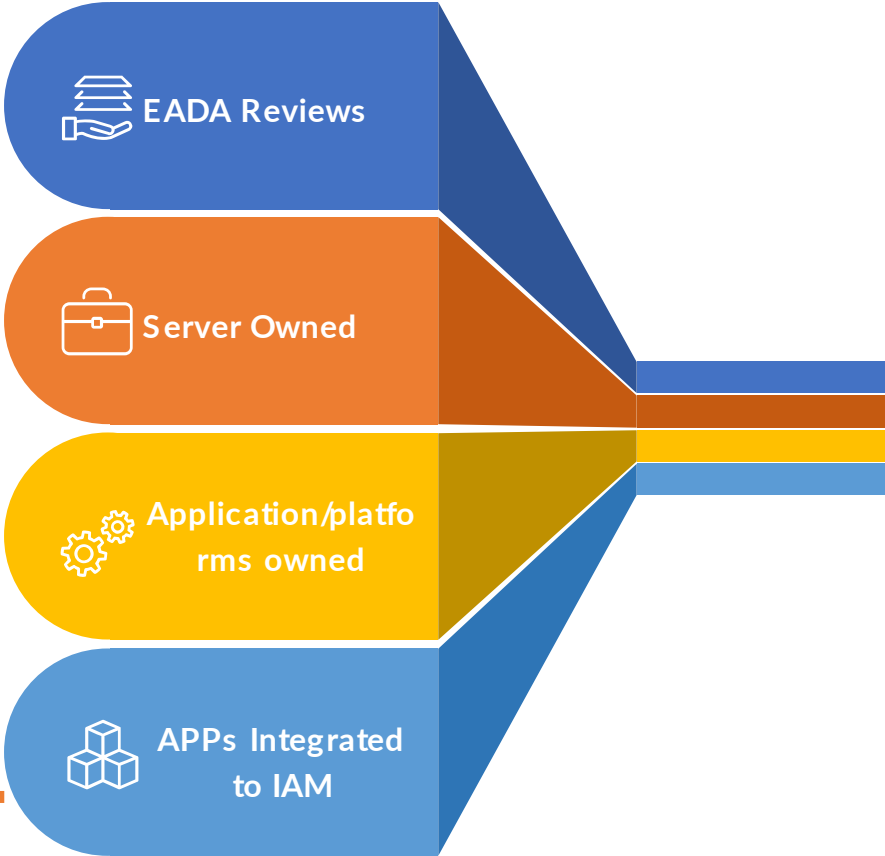 EADA Reviews
Server Owned
Application/platfo
rms owned
APPs Integrated
to IAM